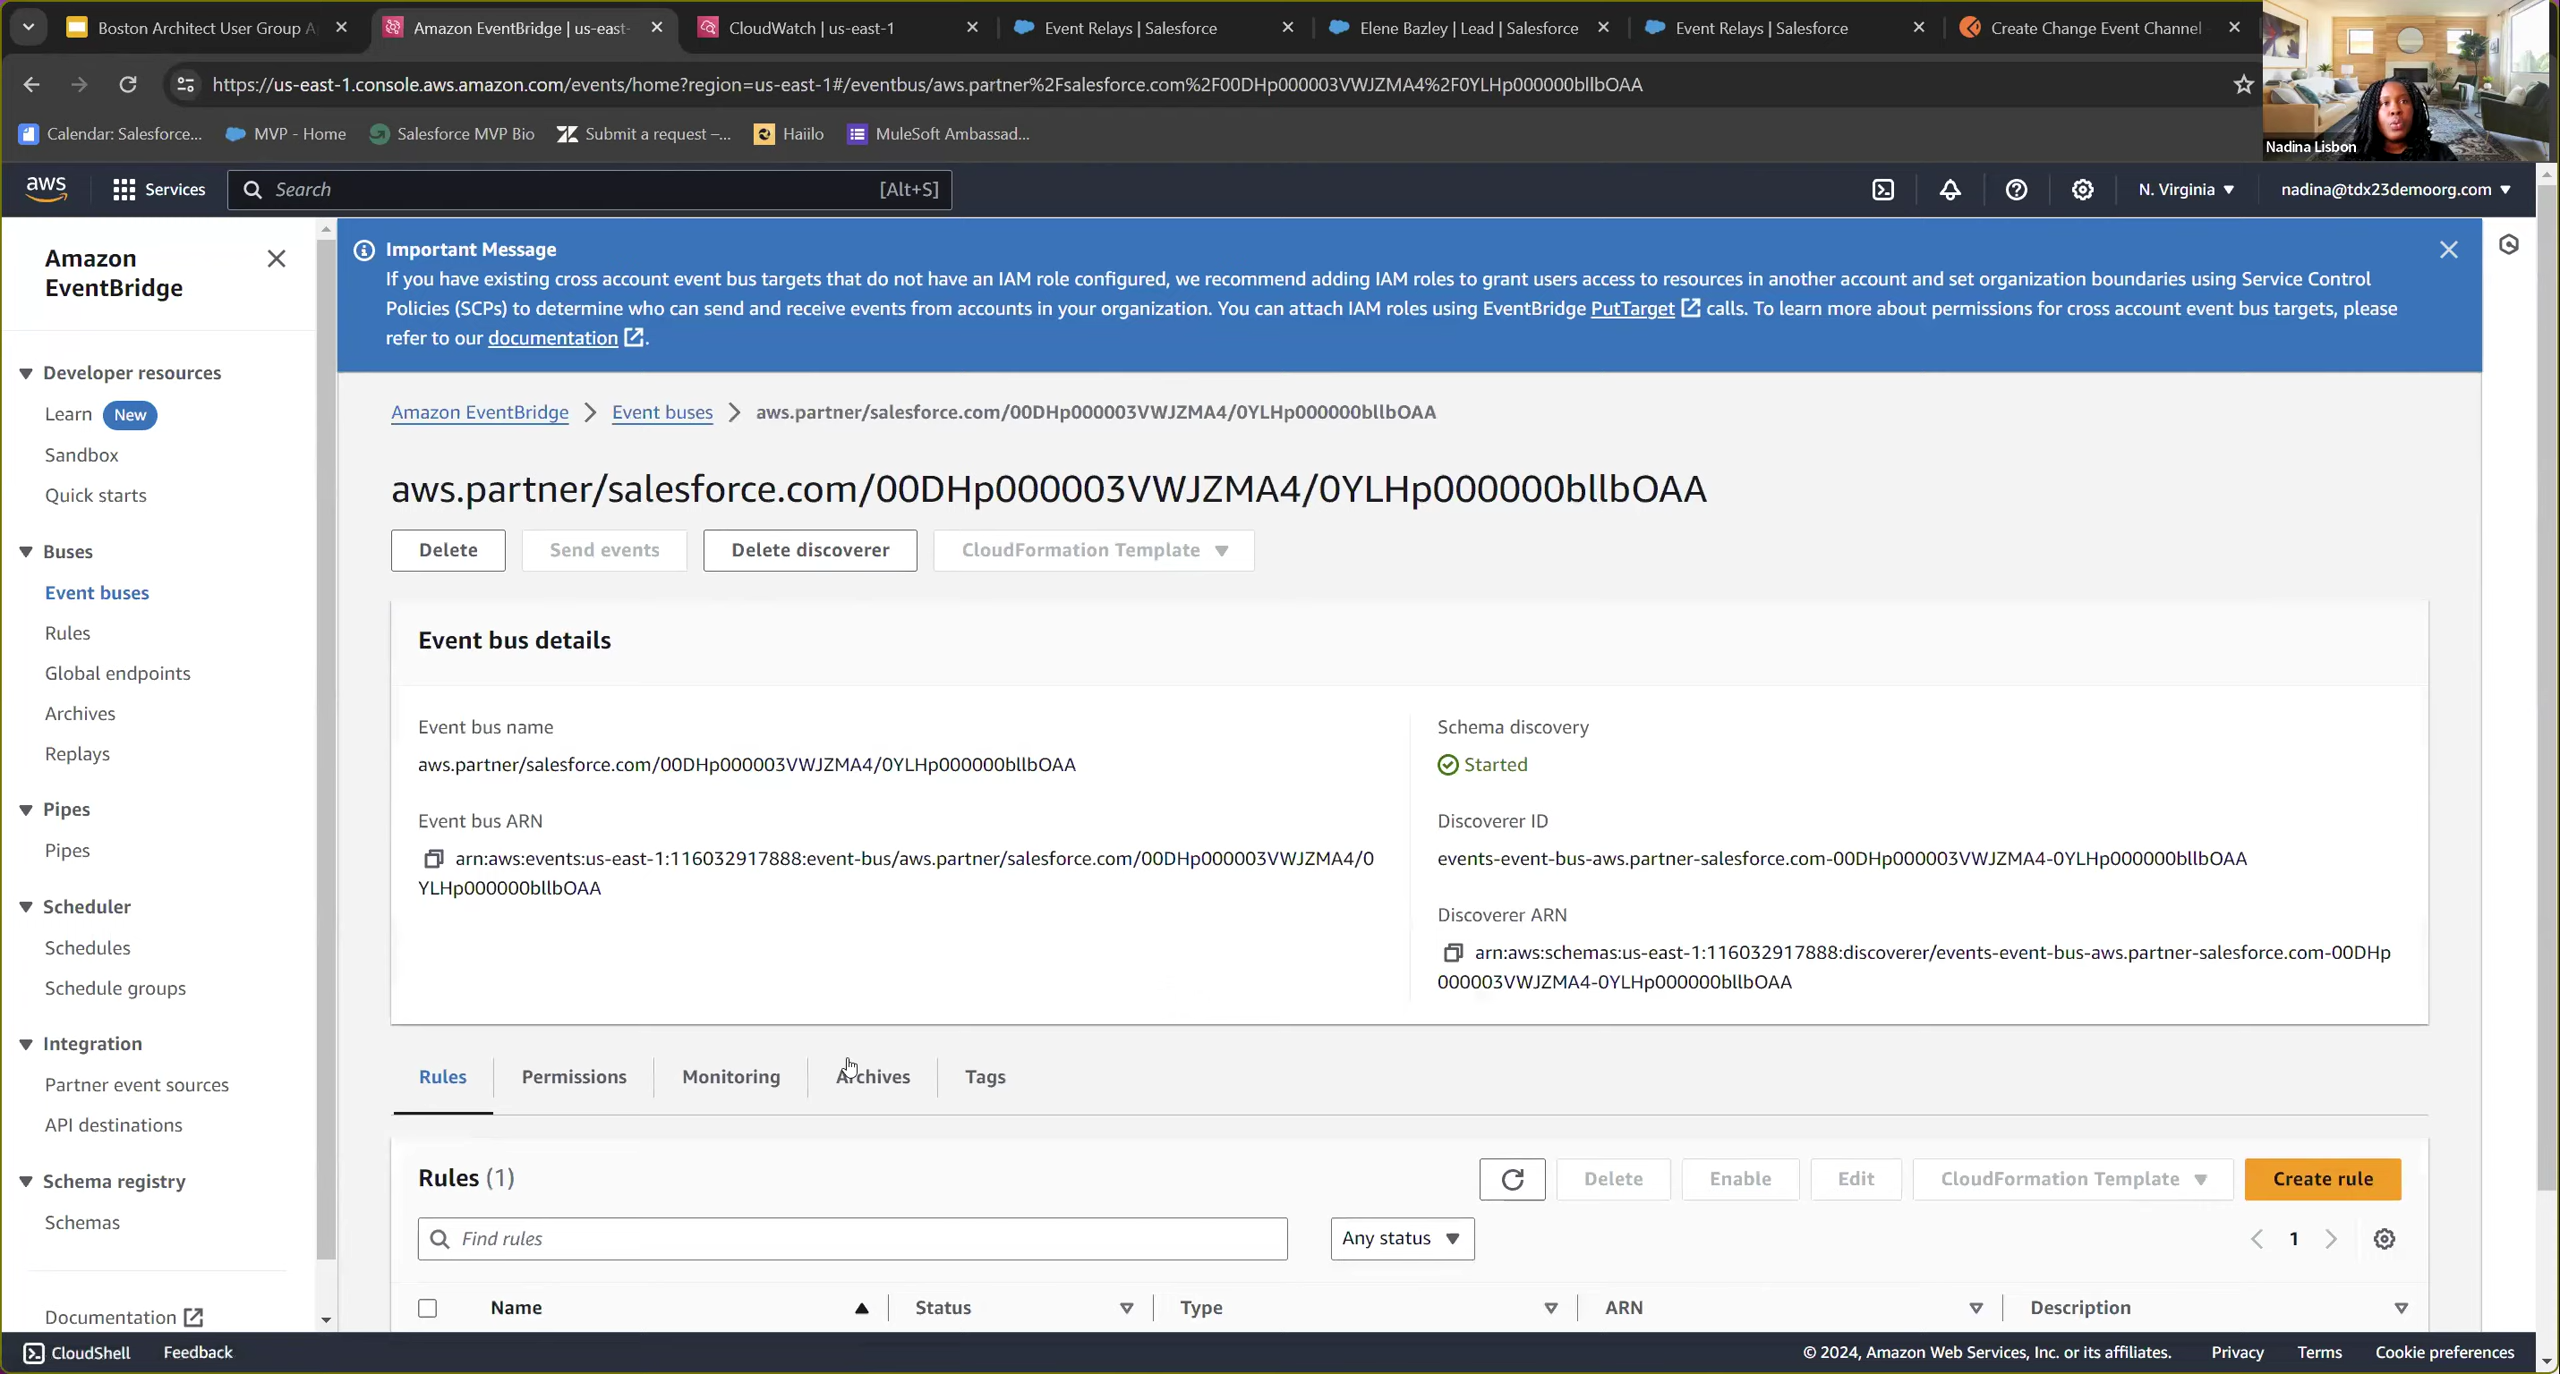 Boston Architect User Group A
Amazon EventBridge | us-east-
CloudWatch | us-east-1
Event Relays | Salesforce
Elene Bazley | Lead | Salesforce
Event Relays | Salesforce
Create Change Event Channel
https://us-east-1.console.aws.amazon.com/events/home?region=us-east-1#/eventbus/aws.partner%2Fsalesforce.com%2F00DHp000003VWJZMA4%2F0YLHp000000bllbOAA
Calendar: Salesforce...
MVP - Home
Salesforce MVP Bio
Submit a request –...
Haiilo
MuleSoft Ambassad...
Nadina Lisbon
aws
Services
Search
[Alt+S]
N. Virginia
nadina@tdx23demoorg.com
Amazon
EventBridge
Developer resources
Learn New
Sandbox
Quick starts
Buses
Event buses
Rules
Global endpoints
Archives
Replays
Pipes
Pipes
Scheduler
Schedules
Schedule groups
Integration
Partner event sources
API destinations
Schema registry
Schemas
Documentation
Important Message
If you have existing cross account event bus targets that do not have an IAM role configured, we recommend adding IAM roles to grant users access to resources in another account and set organization boundaries using Service Control
Policies (SCPs) to determine who can send and receive events from accounts in your organization. You can attach IAM roles using EventBridge PutTarget calls. To learn more about permissions for cross account event bus targets, please
refer to our documentation.
Amazon EventBridge > Event buses > aws.partner/salesforce.com/00DHp000003VWJZMA4/0YLHp000000bllbOAA
aws.partner/salesforce.com/00DHp000003VWJZMA4/0YLHp000000bllbOAA
Delete
Send events
Delete discoverer
CloudFormation Template
Event bus details
Event bus name
aws.partner/salesforce.com/00DHp000003VWJZMA4/0YLHp000000bllbOAA
Event bus ARN
arn:aws:events:us-east-1:116032917888:event-bus/aws.partner/salesforce.com/00DHp000003VWJZMA4/0
YLHp000000bllbOAA
Schema discovery
Started
Discoverer ID
events-event-bus-aws.partner-salesforce.com-00DHp000003VWJZMA4-0YLHp000000bllbOAA
Discoverer ARN
arn:aws:schemas:us-east-1:116032917888:discoverer/events-event-bus-aws.partner-salesforce.com-00DHp
000003VWJZMA4-0YLHp000000bllbOAA
Rules
Permissions
Monitoring
Archives
Tags
Rules (1)
Delete
Enable
Edit
CloudFormation Template
Create rule
Find rules
Any status
1
Name
Status
Type
ARN
Description
CloudShell
Feedback
© 2024, Amazon Web Services, Inc. or its affiliates.
Privacy
Terms
Cookie preferences